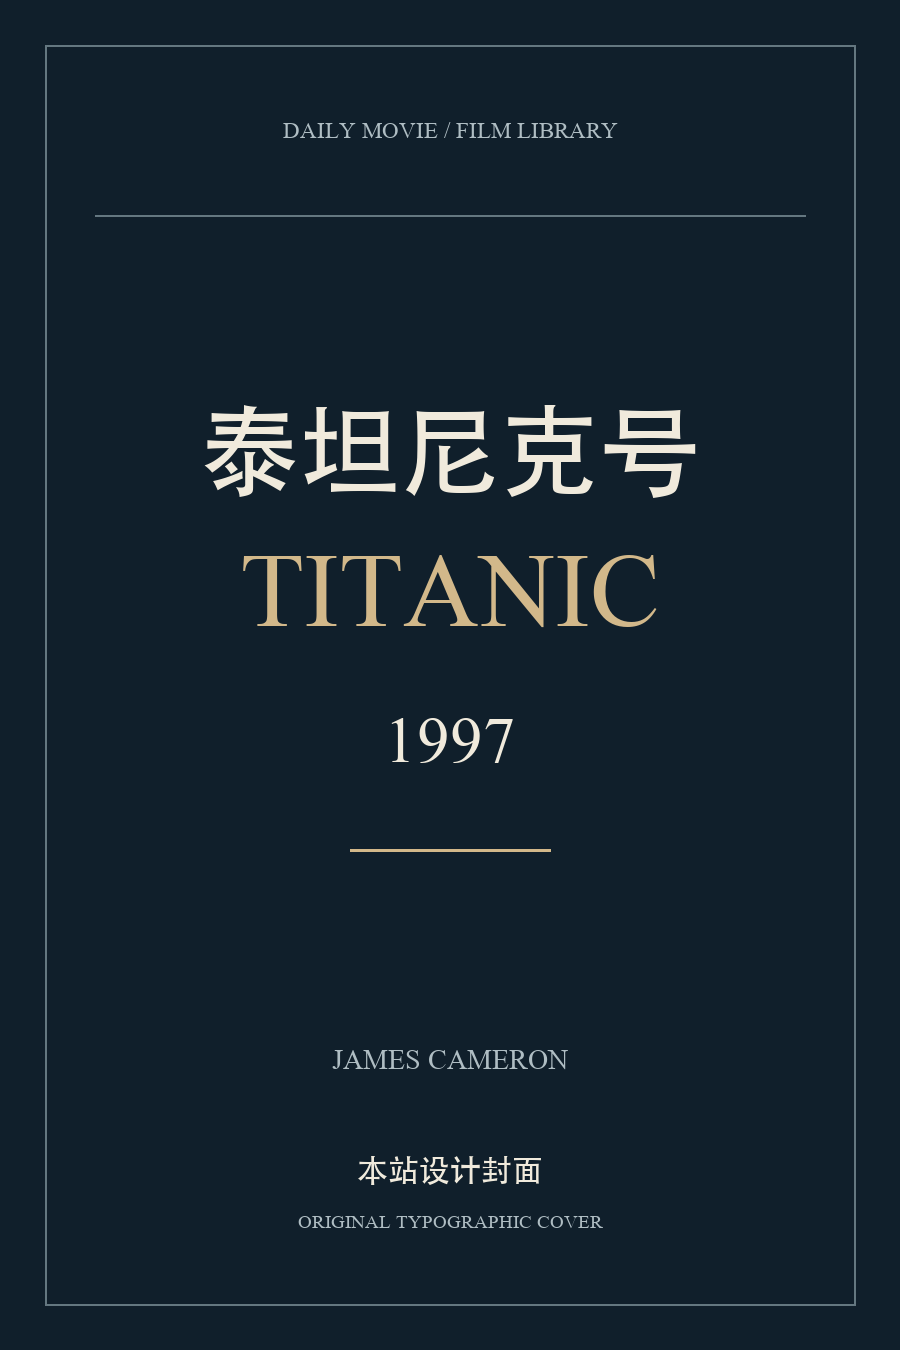 DAILY MOVIE / FILM LIBRARY
泰坦尼克号
TITANIC
1997
JAMES CAMERON
本站设计封面
ORIGINAL TYPOGRAPHIC COVER